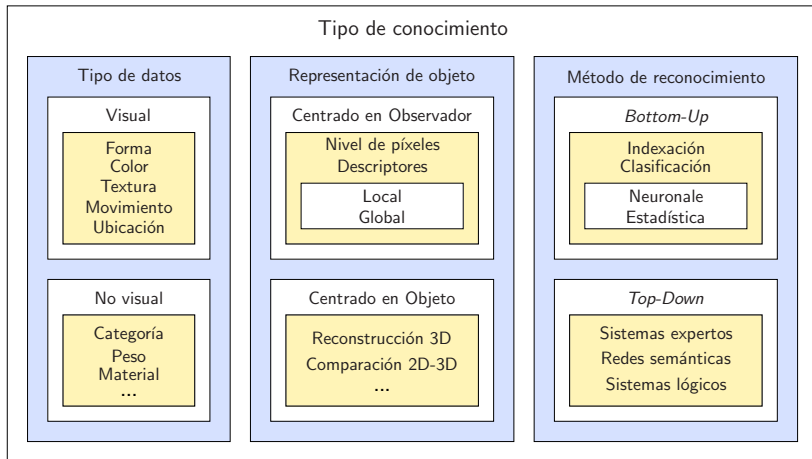 Tipo de conocimiento
Tipo de datos
Visual
Forma
Color
Textura
Movimiento
Ubicación
No visual
Categoría
Peso
Material
...
Representación de objeto
Centrado en Observador
Nivel de píxeles
Descriptores
Local
Global
Centrado en Objeto
Reconstrucción 3D
Comparación 2D-3D
...
Método de reconocimiento
Bottom-Up
Indexación
Clasificación
Neuronale
Estadística
Top-Down
Sistemas expertos
Redes semánticas
Sistemas lógicos